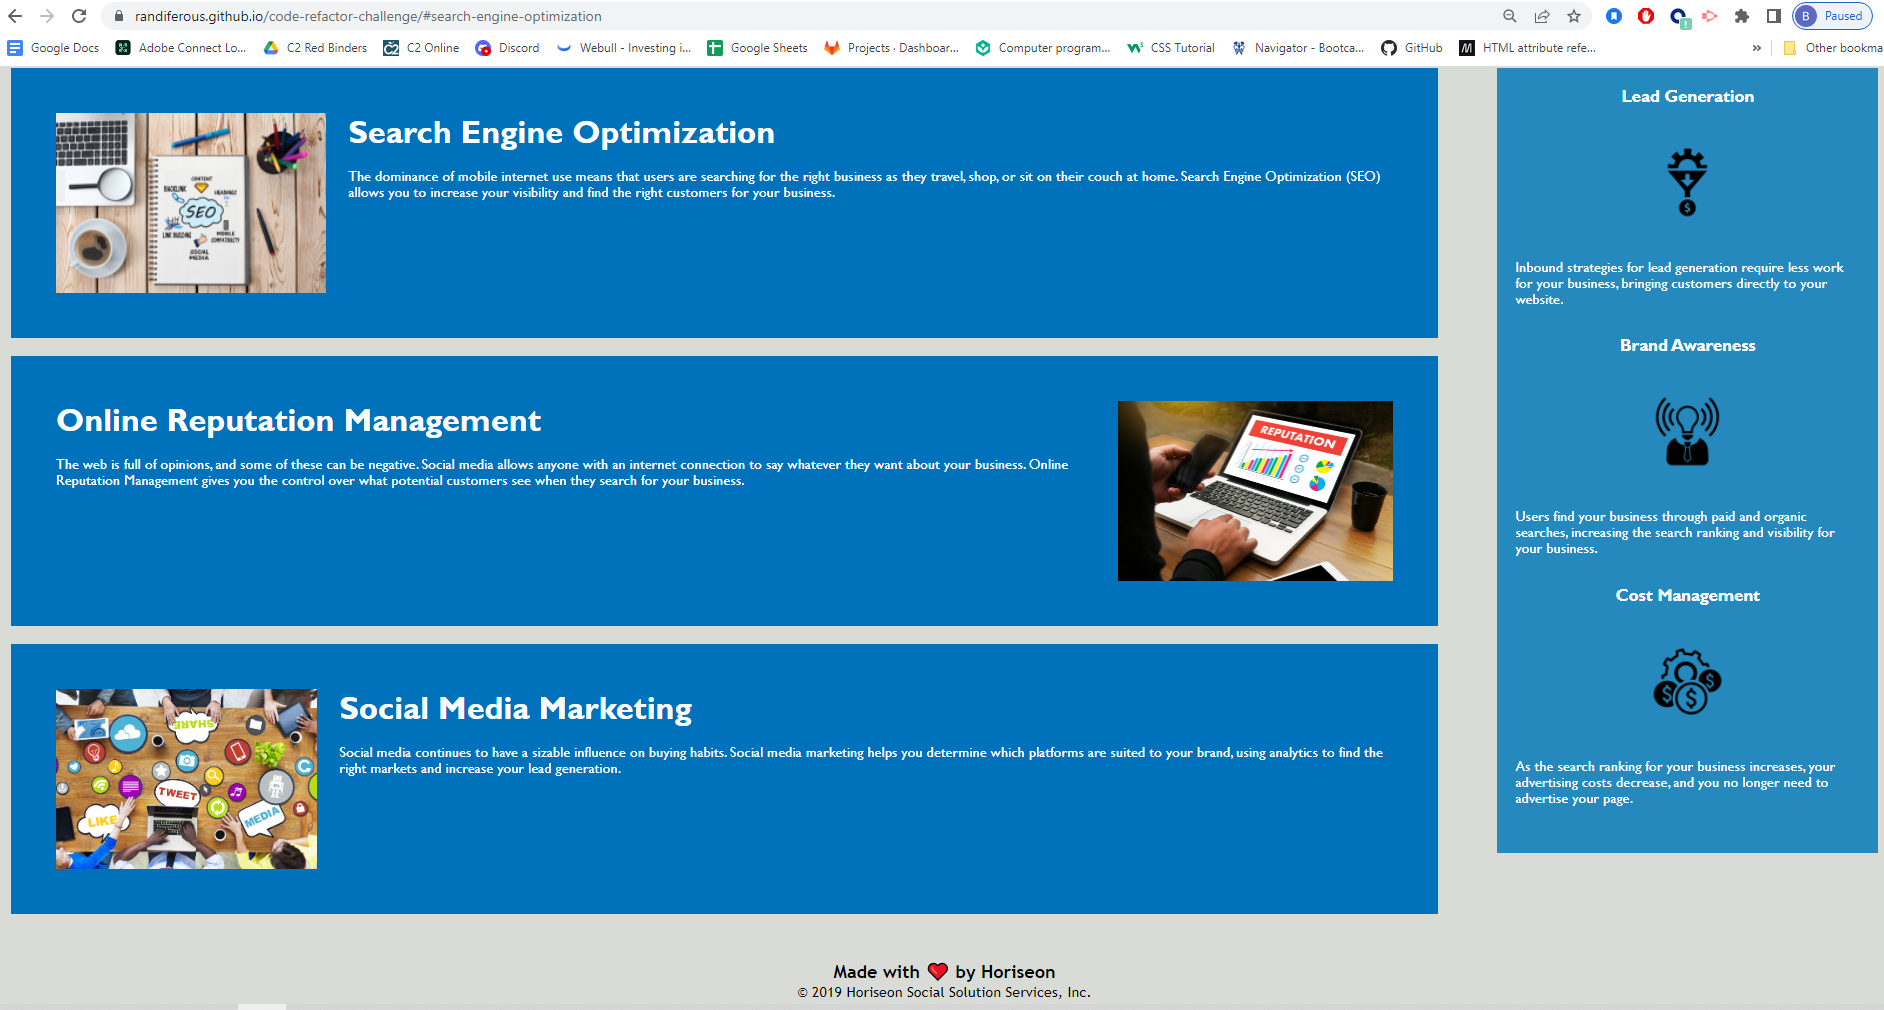 randiferous.github.io/code-refactor-challenge/#search-engine-optimization
B Paused
Google Docs Adobe Connect Lo... C2 Red Binders C2 Online Discord Webull - Investing i... Google Sheets Projects · Dashboar... Computer program... CSS Tutorial Navigator - Bootca... GitHub HTML attribute refe... » Other bookma
Search Engine Optimization
The dominance of mobile internet use means that users are searching for the right business as they travel, shop, or sit on their couch at home. Search Engine Optimization (SEO)
allows you to increase your visibility and find the right customers for your business.
CONTENT
BACKLINK
HEADINGS
SEO
LINK BUILDING
MOBILE
COMPATIBILITY
SOCIAL
MEDIA
Online Reputation Management
The web is full of opinions, and some of these can be negative. Social media allows anyone with an internet connection to say whatever they want about your business. Online
Reputation Management gives you the control over what potential customers see when they search for your business.
REPUTATION
Social Media Marketing
Social media continues to have a sizable influence on buying habits. Social media marketing helps you determine which platforms are suited to your brand, using analytics to find the
right markets and increase your lead generation.
SHARE
TWEET
LIKE
MEDIA
Lead Generation
Inbound strategies for lead generation require less work
for your business, bringing customers directly to your
website.
Brand Awareness
Users find your business through paid and organic
searches, increasing the search ranking and visibility for
your business.
Cost Management
As the search ranking for your business increases, your
advertising costs decrease, and you no longer need to
advertise your page.
Made with ❤️ by Horiseon
© 2019 Horiseon Social Solution Services, Inc.